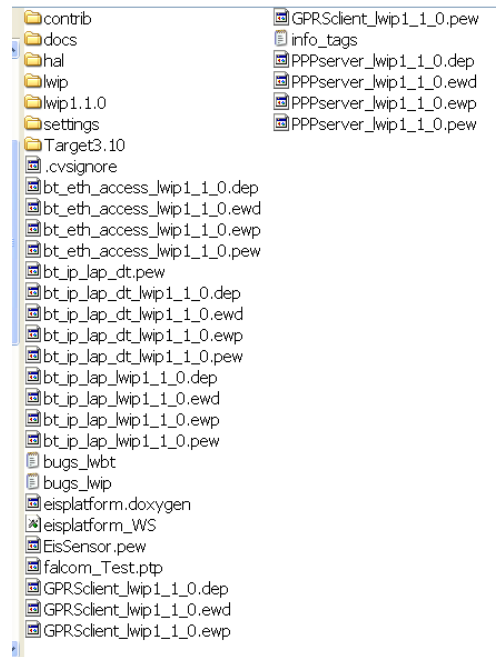 contrib
docs
hal
lwip
lwip1.1.0
settings
Target3.10
.cvsignore
bt_eth_access_lwip1_1_0.dep
bt_eth_access_lwip1_1_0.ewd
bt_eth_access_lwip1_1_0.ewp
bt_eth_access_lwip1_1_0.pew
bt_ip_lap_dt.pew
bt_ip_lap_dt_lwip1_1_0.dep
bt_ip_lap_dt_lwip1_1_0.ewd
bt_ip_lap_dt_lwip1_1_0.ewp
bt_ip_lap_dt_lwip1_1_0.pew
bt_ip_lap_lwip1_1_0.dep
bt_ip_lap_lwip1_1_0.ewd
bt_ip_lap_lwip1_1_0.ewp
bt_ip_lap_lwip1_1_0.pew
bugs_lwbt
bugs_lwip
eisplatform.doxygen
eisplatform_WS
EisSensor.pew
falcom_Test.ptp
GPRSclient_lwip1_1_0.dep
GPRSclient_lwip1_1_0.ewd
GPRSclient_lwip1_1_0.ewp
GPRSclient_lwip1_1_0.pew
info_tags
PPPserver_lwip1_1_0.dep
PPPserver_lwip1_1_0.ewd
PPPserver_lwip1_1_0.ewp
PPPserver_lwip1_1_0.pew